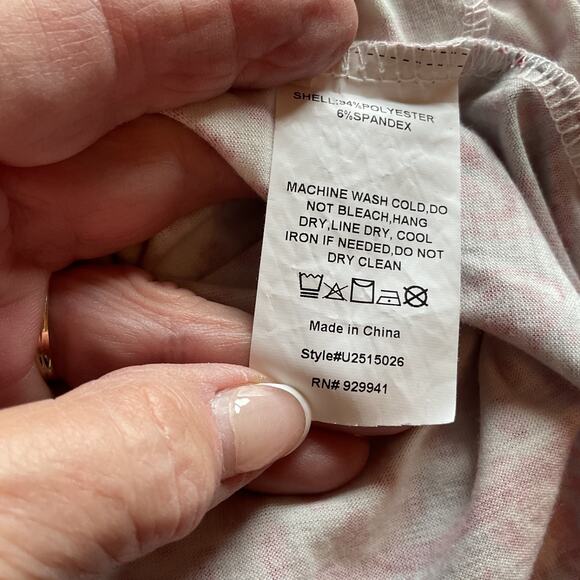 SHELL:94%POLYESTER
6%SPANDEX
MACHINE WASH COLD,DO
NOT BLEACH,HANG
DRY,LINE DRY, COOL
IRON IF NEEDED,DO NOT
DRY CLEAN
Made in China
Style#U2515026
RN# 929941